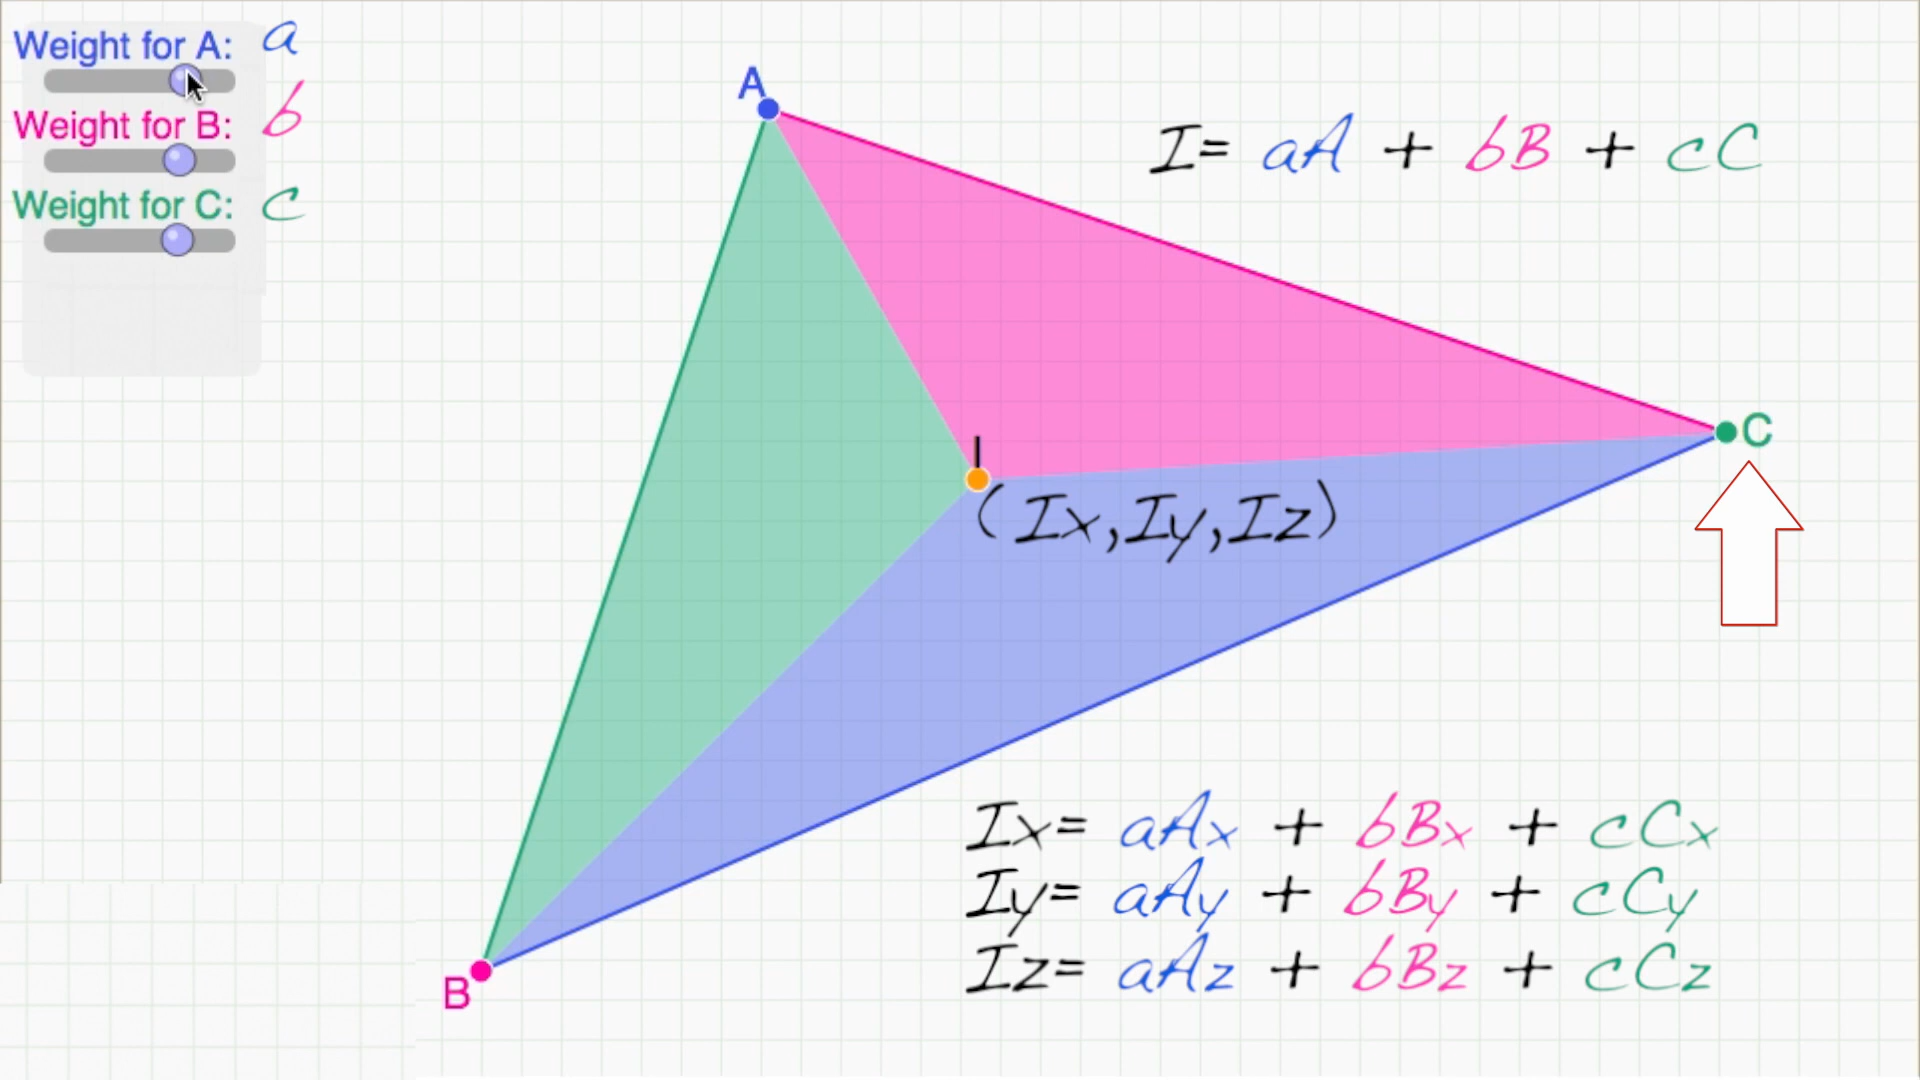 Weight for A: a
Weight for B: b
Weight for C: c
A
I= aA + bB + cC
C
I
(Ix,Iy,Iz)
Ix= aAx + bBx + cCx
Iy= aAy + bBy + cCy
Iz= aAz + bBz + cCz
B